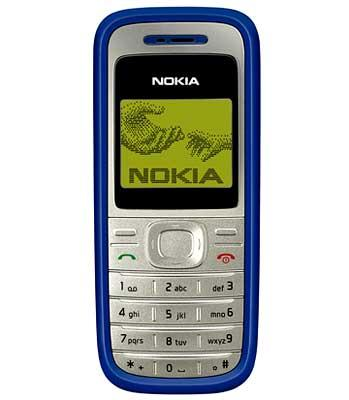 NOKIA
NOKIA
1 2 abc def 3
4 ghi 5 jkl mno 6
7 pqrs 8 tuv wxyz 9
* + 0 #